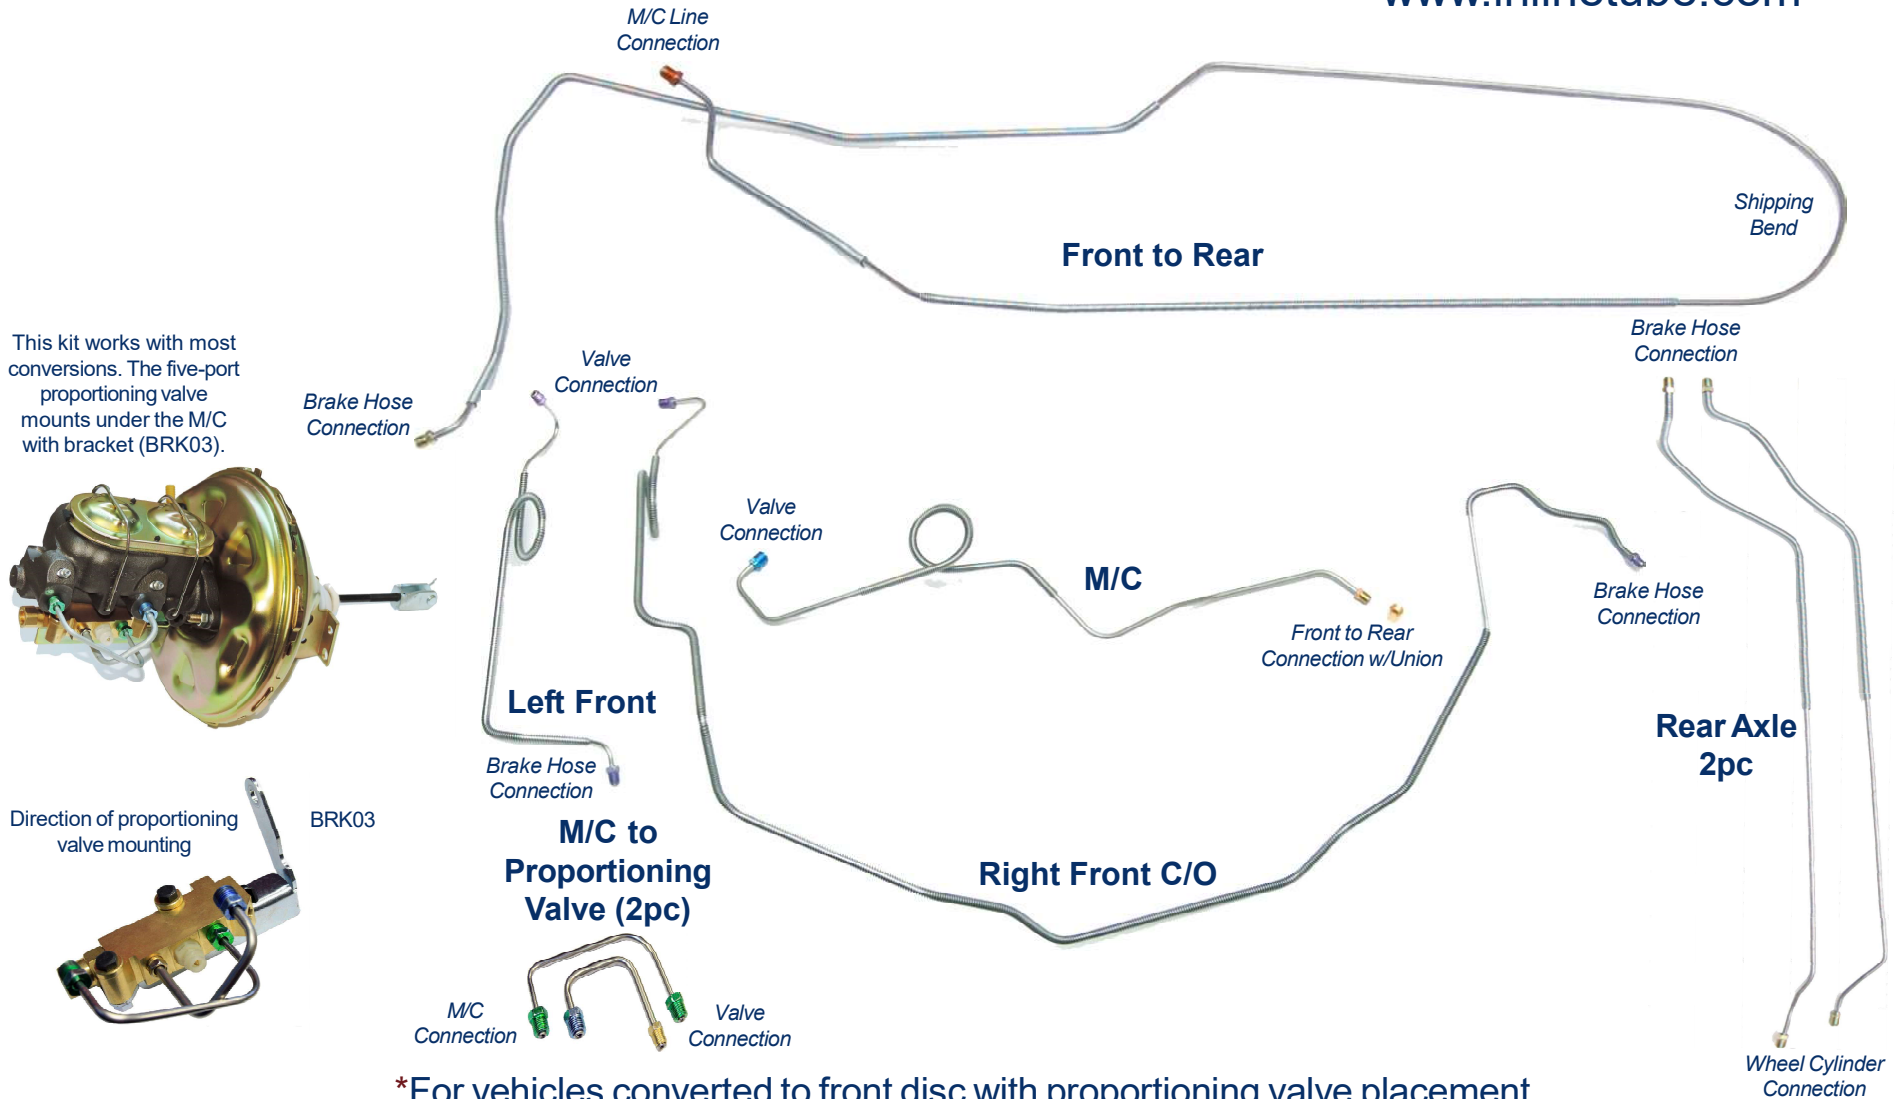 www.inlinetube.com
M/C Line
Connection
Shipping
Bend
Front to Rear
This kit works with most
conversions. The five-port
proportioning valve
mounts under the M/C
with bracket (BRK03).
Brake Hose
Connection
Valve
Connection
Brake Hose
Connection
Valve
Connection
M/C
Brake Hose
Connection
Front to Rear
Connection w/Union
Left Front
Rear Axle
2pc
Brake Hose
Connection
Direction of proportioning
valve mounting
BRK03
M/C to
Proportioning
Valve (2pc)
Right Front C/O
M/C
Connection
Valve
Connection
Wheel Cylinder
Connection
*For vehicles converted to front disc with proportioning valve placement